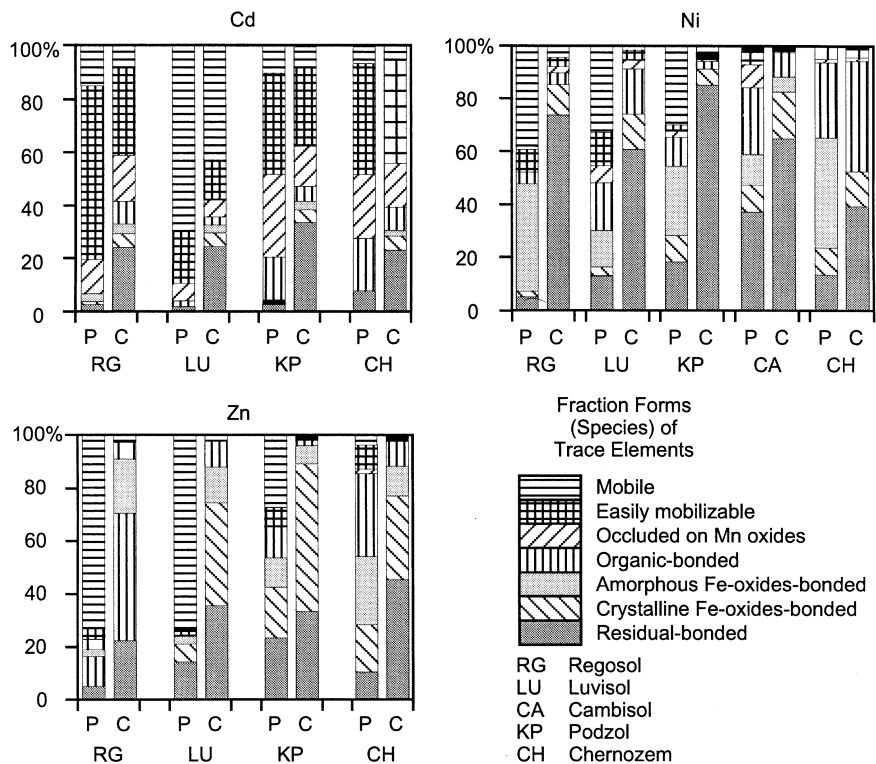 Cd
100%
80
60
40
20
0
P C P C P C P C
RG LU KP CH
Ni
100%
80
60
40
20
0
P C P C P C P C P C
RG LU KP CA CH
Zn
100%
80
60
40
20
0
P C P C P C P C
RG LU KP CH
Fraction Forms
(Species) of
Trace Elements
Mobile
Easily mobilizable
Occluded on Mn oxides
Organic-bonded
Amorphous Fe-oxides-bonded
Crystalline Fe-oxides-bonded
Residual-bonded
RG Regosol
LU Luvisol
CA Cambisol
KP Podzol
CH Chernozem